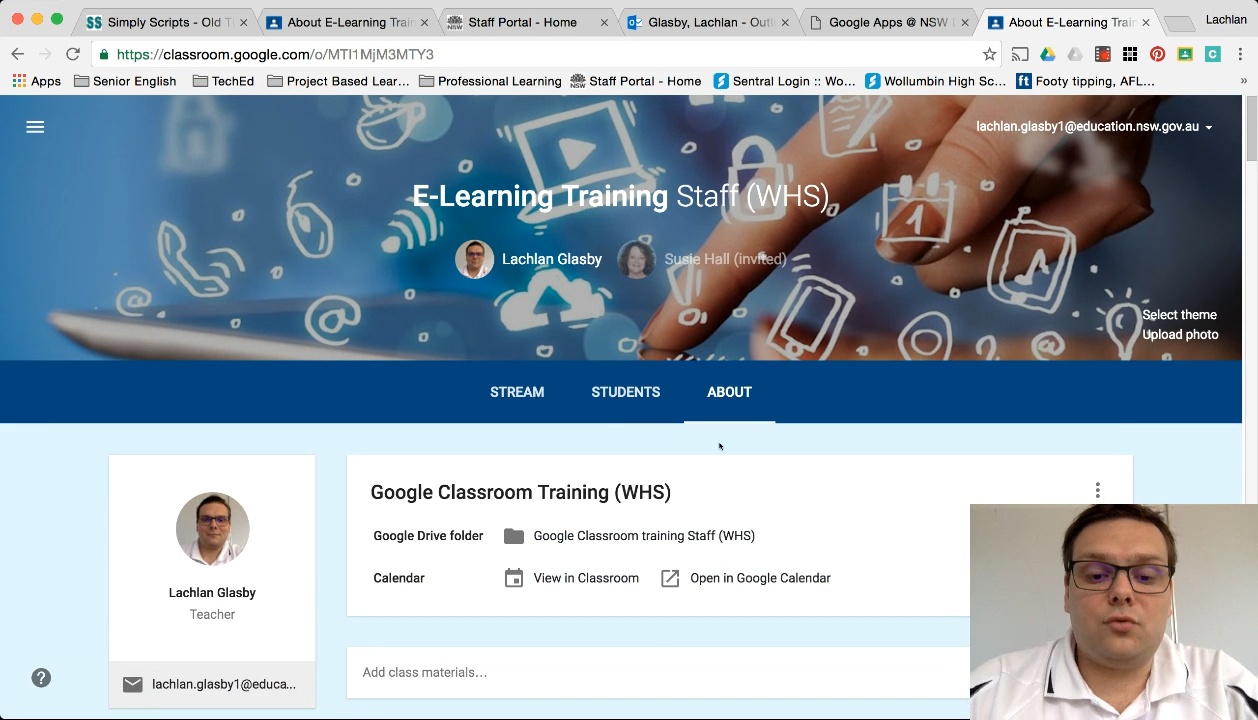 Simply Scripts - Old T
About E-Learning Train
Staff Portal - Home
Glasby, Lachlan - Outl
Google Apps @ NSW
About E-Learning Train
Lachlan
https://classroom.google.com/o/MTI1MjM3MTY3
Apps
Senior English
TechEd
Project Based Lear...
Professional Learning
Staff Portal - Home
Sentral Login :: Wo...
Wollumbin High Sc...
Footy tipping, AFL...
»
lachlan.glasby1@education.nsw.gov.au
E-Learning Training Staff (WHS)
Lachlan Glasby
Susie Hall (invited)
Select theme
Upload photo
STREAM
STUDENTS
ABOUT
Google Classroom Training (WHS)
Google Drive folder
Google Classroom training Staff (WHS)
Calendar
View in Classroom
Open in Google Calendar
Lachlan Glasby
Teacher
lachlan.glasby1@educa...
Add class materials...